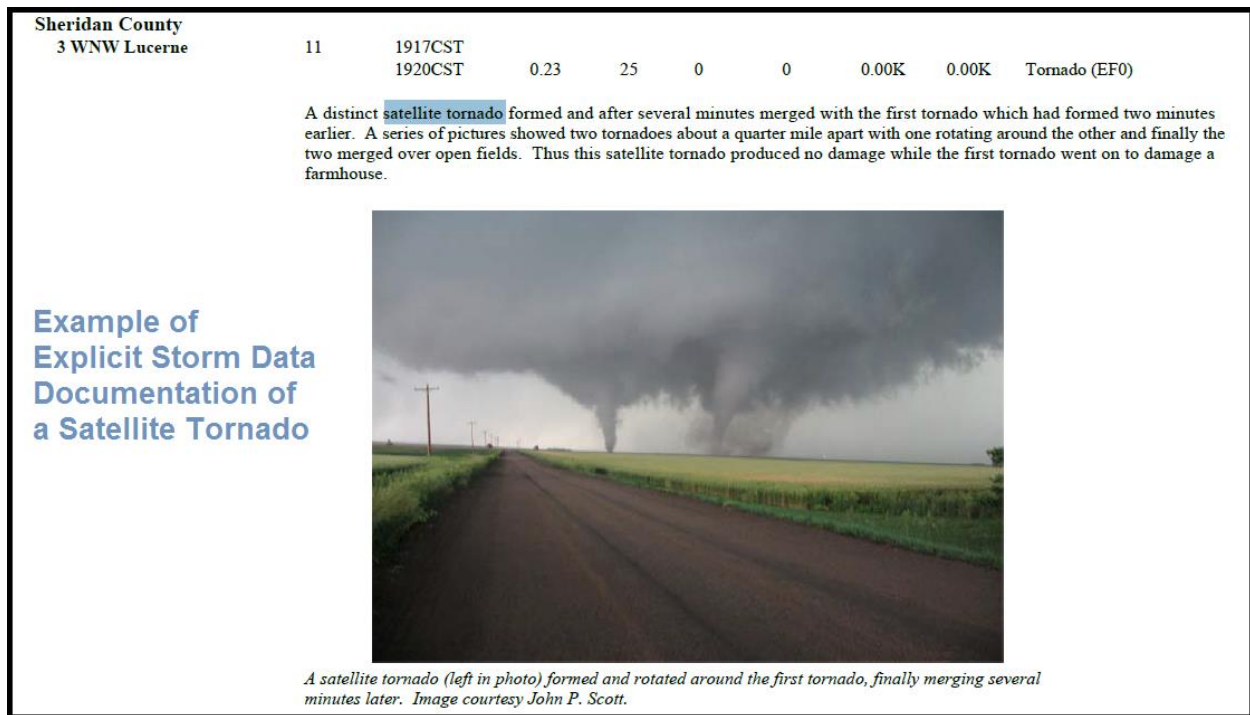 Sheridan County
3 WNW Lucerne 11 1917CST
1920CST 0.23 25 0 0 0.00K 0.00K Tornado (EF0)
A distinct satellite tornado formed and after several minutes merged with the first tornado which had formed two minutes
earlier. A series of pictures showed two tornadoes about a quarter mile apart with one rotating around the other and finally the
two merged over open fields. Thus this satellite tornado produced no damage while the first tornado went on to damage a
farmhouse.
Example of
Explicit Storm Data
Documentation of
a Satellite Tornado
A satellite tornado (left in photo) formed and rotated around the first tornado, finally merging several
minutes later. Image courtesy John P. Scott.